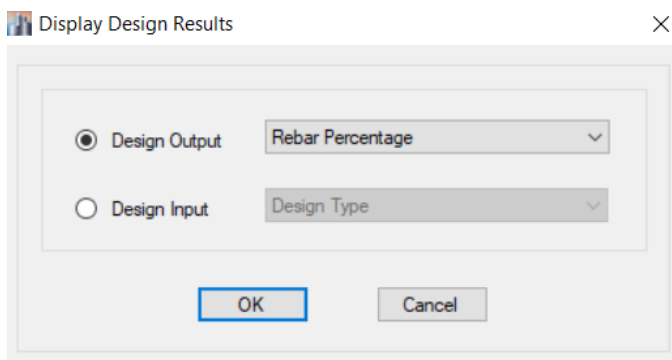 Display Design Results
Design Output Rebar Percentage
Design Input Design Type
OK Cancel